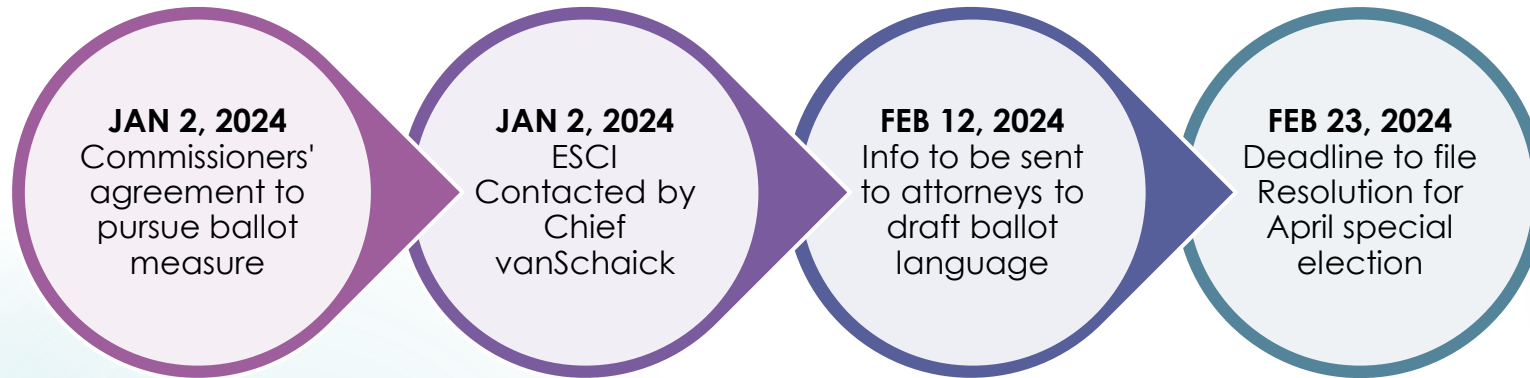 JAN 2, 2024
Commissioners'
agreement to
pursue ballot
measure
JAN 2, 2024
ESCI
Contacted by
Chief
vanSchaick
FEB 12, 2024
Info to be sent
to attorneys to
draft ballot
language
FEB 23, 2024
Deadline to file
Resolution for
April special
election